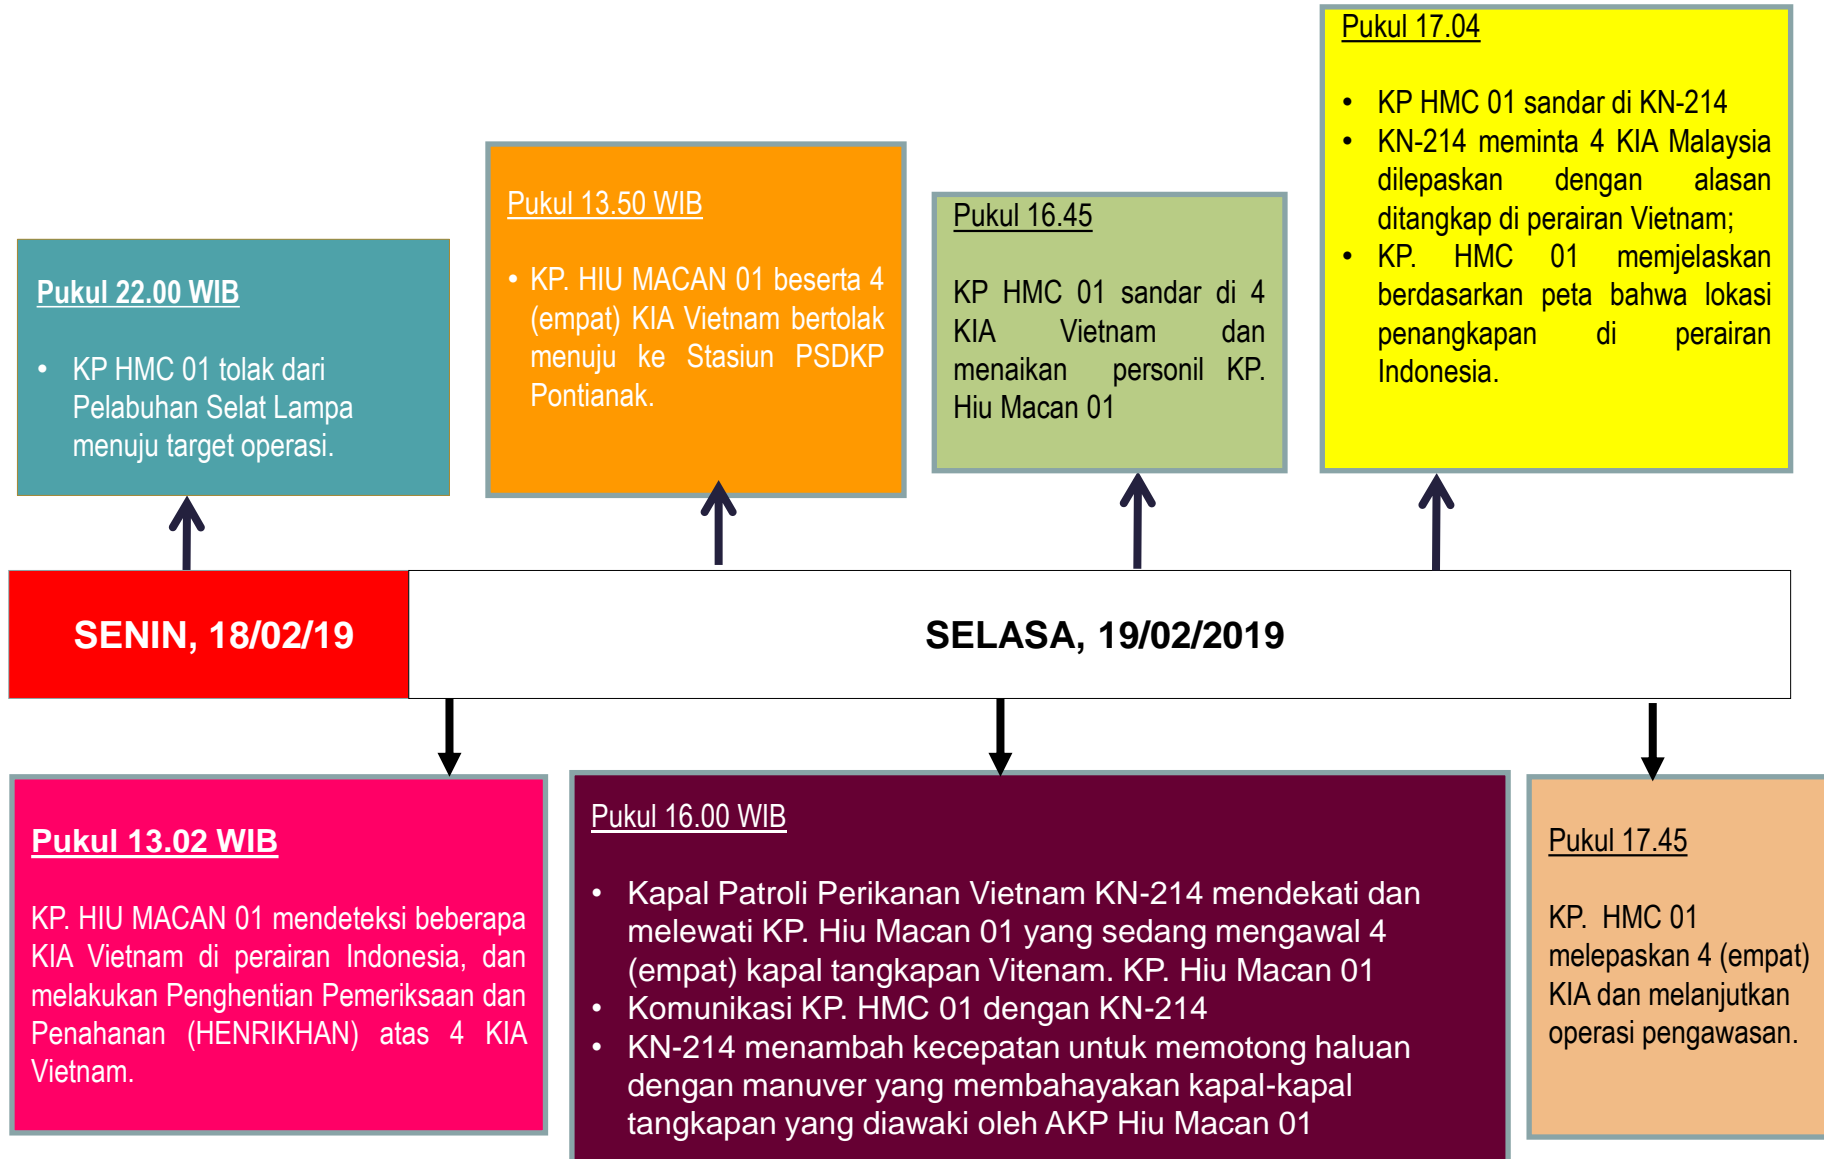 Pukul 22.00 WIB
• KP HMC 01 tolak dari
Pelabuhan Selat Lampa
menuju target operasi.
Pukul 13.50 WIB
• KP. HIU MACAN 01 beserta 4
(empat) KIA Vietnam bertolak
menuju ke Stasiun PSDKP
Pontianak.
Pukul 16.45
KP HMC 01 sandar di 4
KIA Vietnam dan
menaikan personil KP.
Hiu Macan 01
Pukul 17.04
• KP HMC 01 sandar di KN-214
• KN-214 meminta 4 KIA Malaysia
dilepaskan dengan alasan
ditangkap di perairan Vietnam;
• KP. HMC 01 memjelaskan
berdasarkan peta bahwa lokasi
penangkapan di perairan
Indonesia.
SENIN, 18/02/19
SELASA, 19/02/2019
Pukul 13.02 WIB
KP. HIU MACAN 01 mendeteksi beberapa
KIA Vietnam di perairan Indonesia, dan
melakukan Penghentian Pemeriksaan dan
Penahanan (HENRIKHAN) atas 4 KIA
Vietnam.
Pukul 16.00 WIB
• Kapal Patroli Perikanan Vietnam KN-214 mendekati dan
melewati KP. Hiu Macan 01 yang sedang mengawal 4
(empat) kapal tangkapan Vitenam. KP. Hiu Macan 01
• Komunikasi KP. HMC 01 dengan KN-214
• KN-214 menambah kecepatan untuk memotong haluan
dengan manuver yang membahayakan kapal-kapal
tangkapan yang diawaki oleh AKP Hiu Macan 01
Pukul 17.45
KP. HMC 01
melepaskan 4 (empat)
KIA dan melanjutkan
operasi pengawasan.